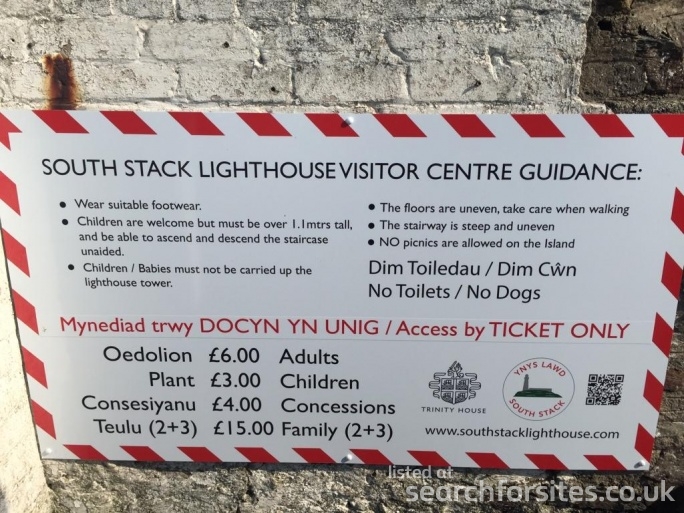 SOUTH STACK LIGHTHOUSE VISITOR CENTRE GUIDANCE:
• Wear suitable footwear.
• Children are welcome but must be over 1.1mtrs tall,
and be able to ascend and descend the staircase
unaided.
• Children / Babies must not be carried up the
lighthouse tower.
• The floors are uneven, take care when walking
• The stairway is steep and uneven
• NO picnics are allowed on the Island
Dim Toiledau / Dim Cŵn
No Toilets / No Dogs
Mynediad trwy DOCYN YN UNIG / Access by TICKET ONLY
Oedolion £6.00 Adults
Plant £3.00 Children
Consesiynau £4.00 Concessions
Teulu (2+3) £15.00 Family (2+3)
TRINITY HOUSE
YNYS LAWD
SOUTH STACK
www.southstacklighthouse.com
listed at
searchforsites.co.uk